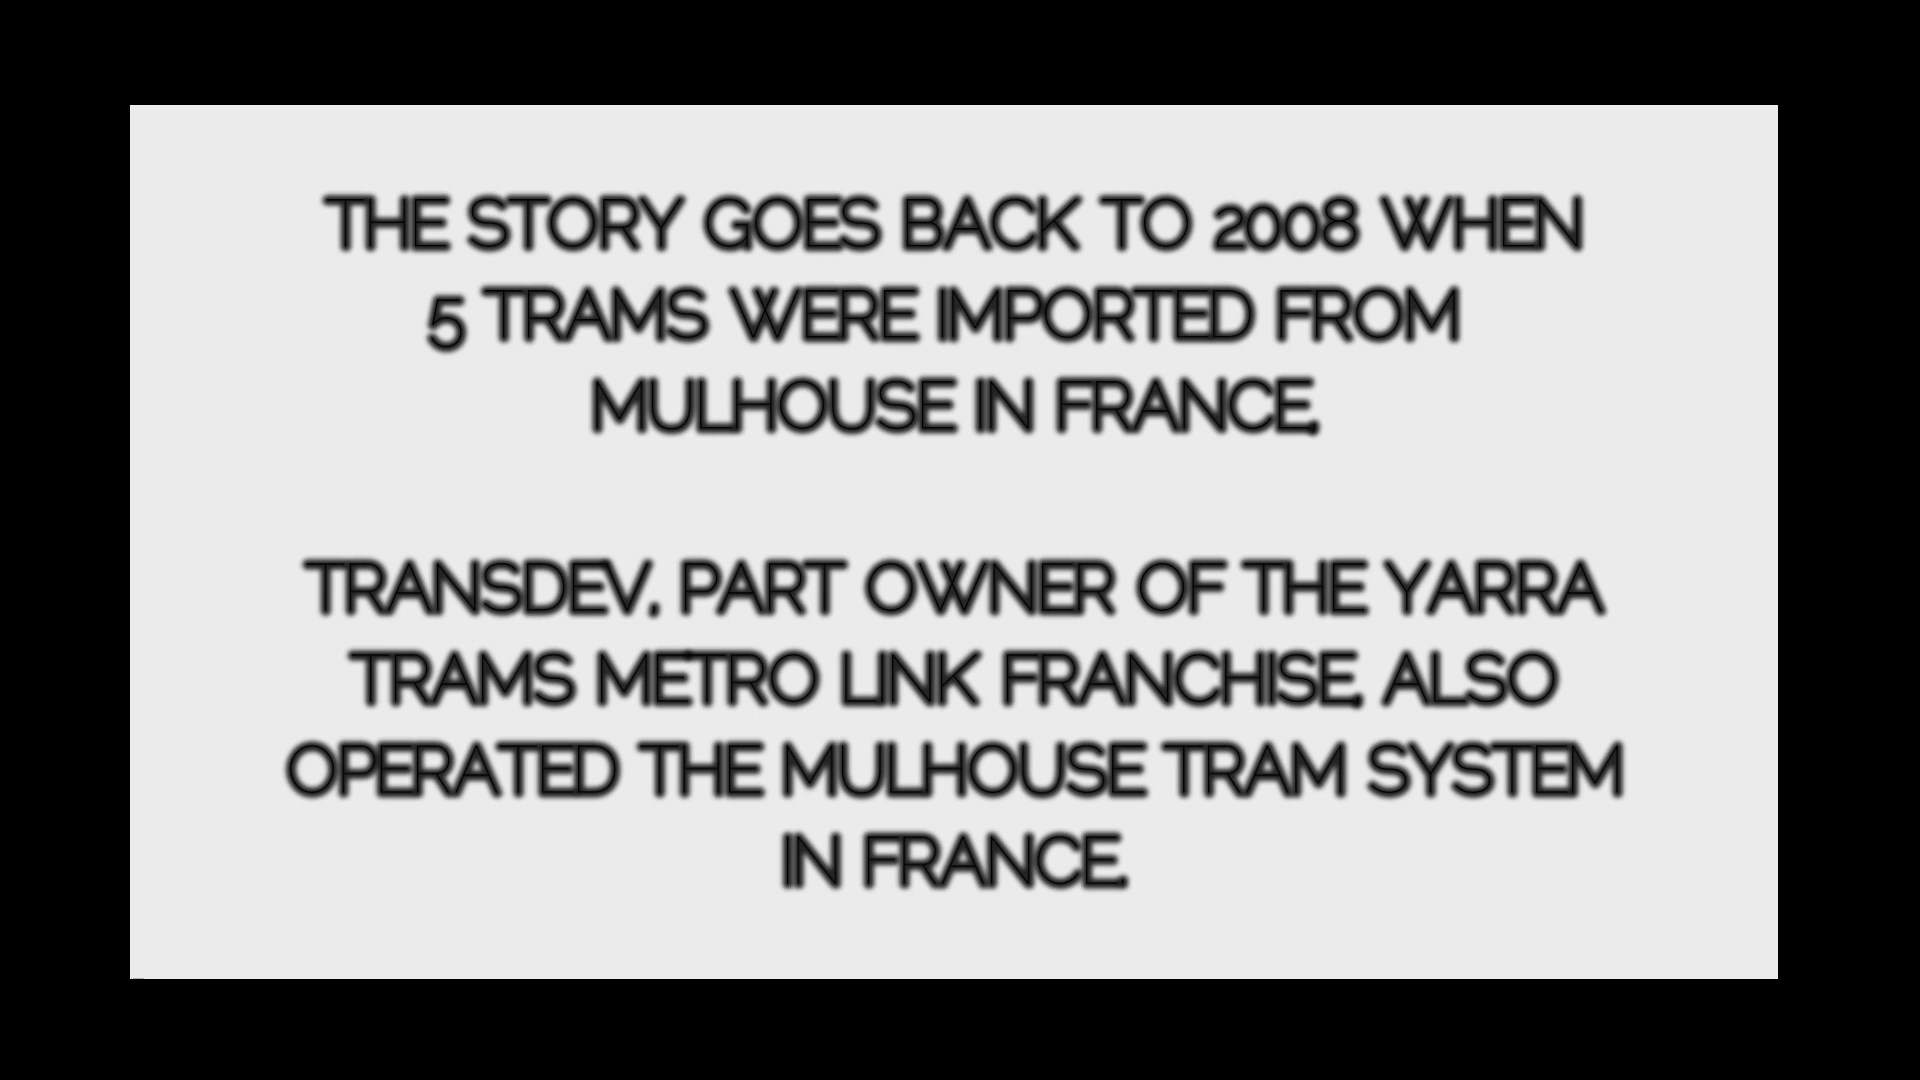 THE STORY GOES BACK TO 2008 WHEN
5 TRAMS WERE IMPORTED FROM
MULHOUSE IN FRANCE.
TRANSDEV, PART OWNER OF THE YARRA
TRAMS METRO LINK FRANCHISE, ALSO
OPERATED THE MULHOUSE TRAM SYSTEM
IN FRANCE.